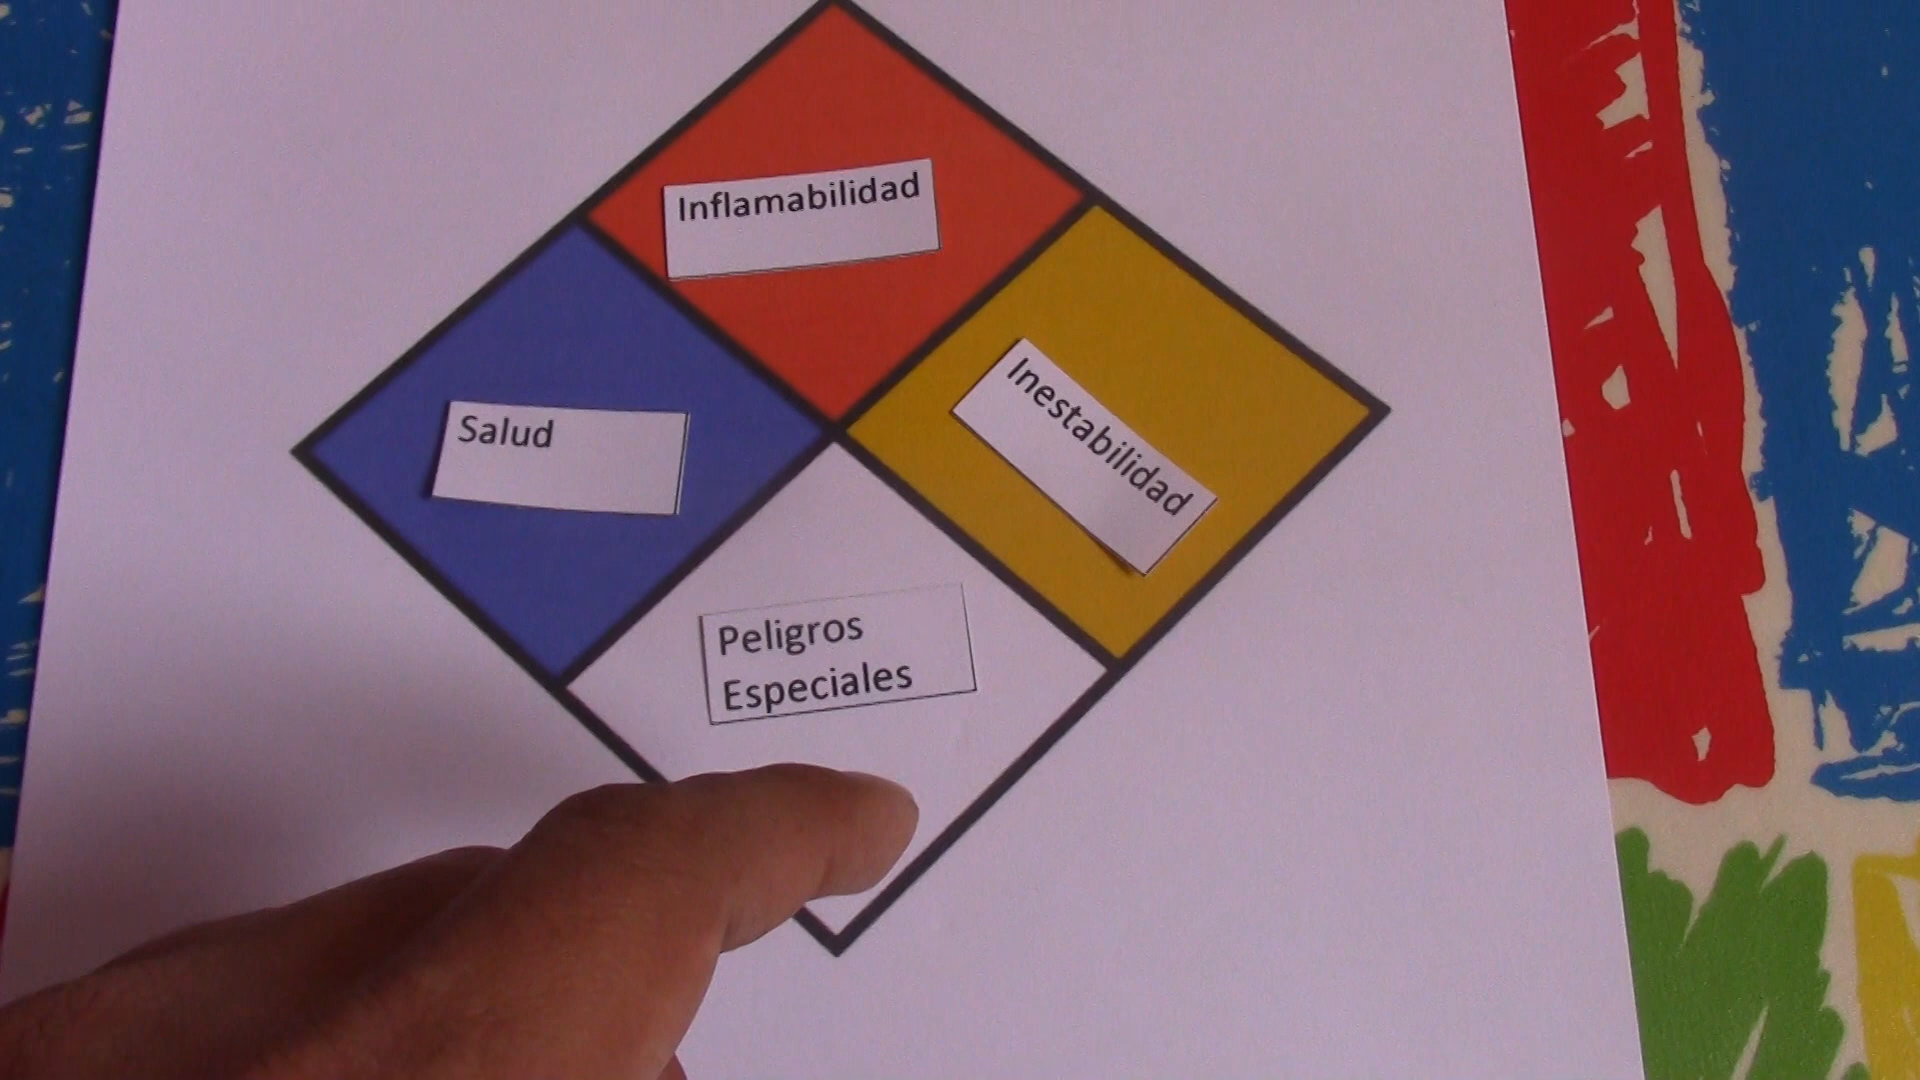 Inflamabilidad
Salud
Inestabilidad
Peligros
Especiales